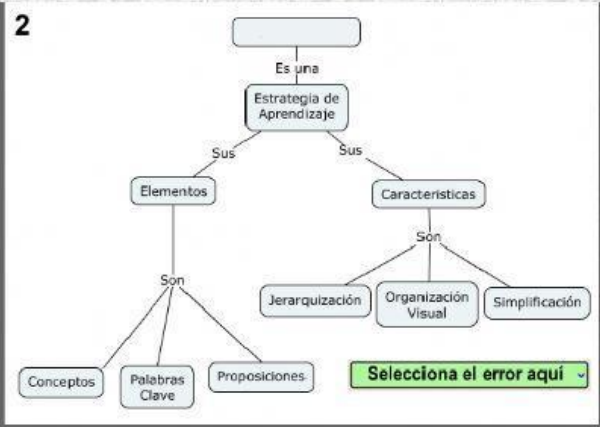 2
Es una
Estrategia de
Aprendizaje
Sus
Sus
Elementos
Caracteristicas
Son
Son
Jerarquización
Organización
Visual
Simplificación
Conceptos
Palabras
Clave
Proposiciones
Selecciona el error aquí